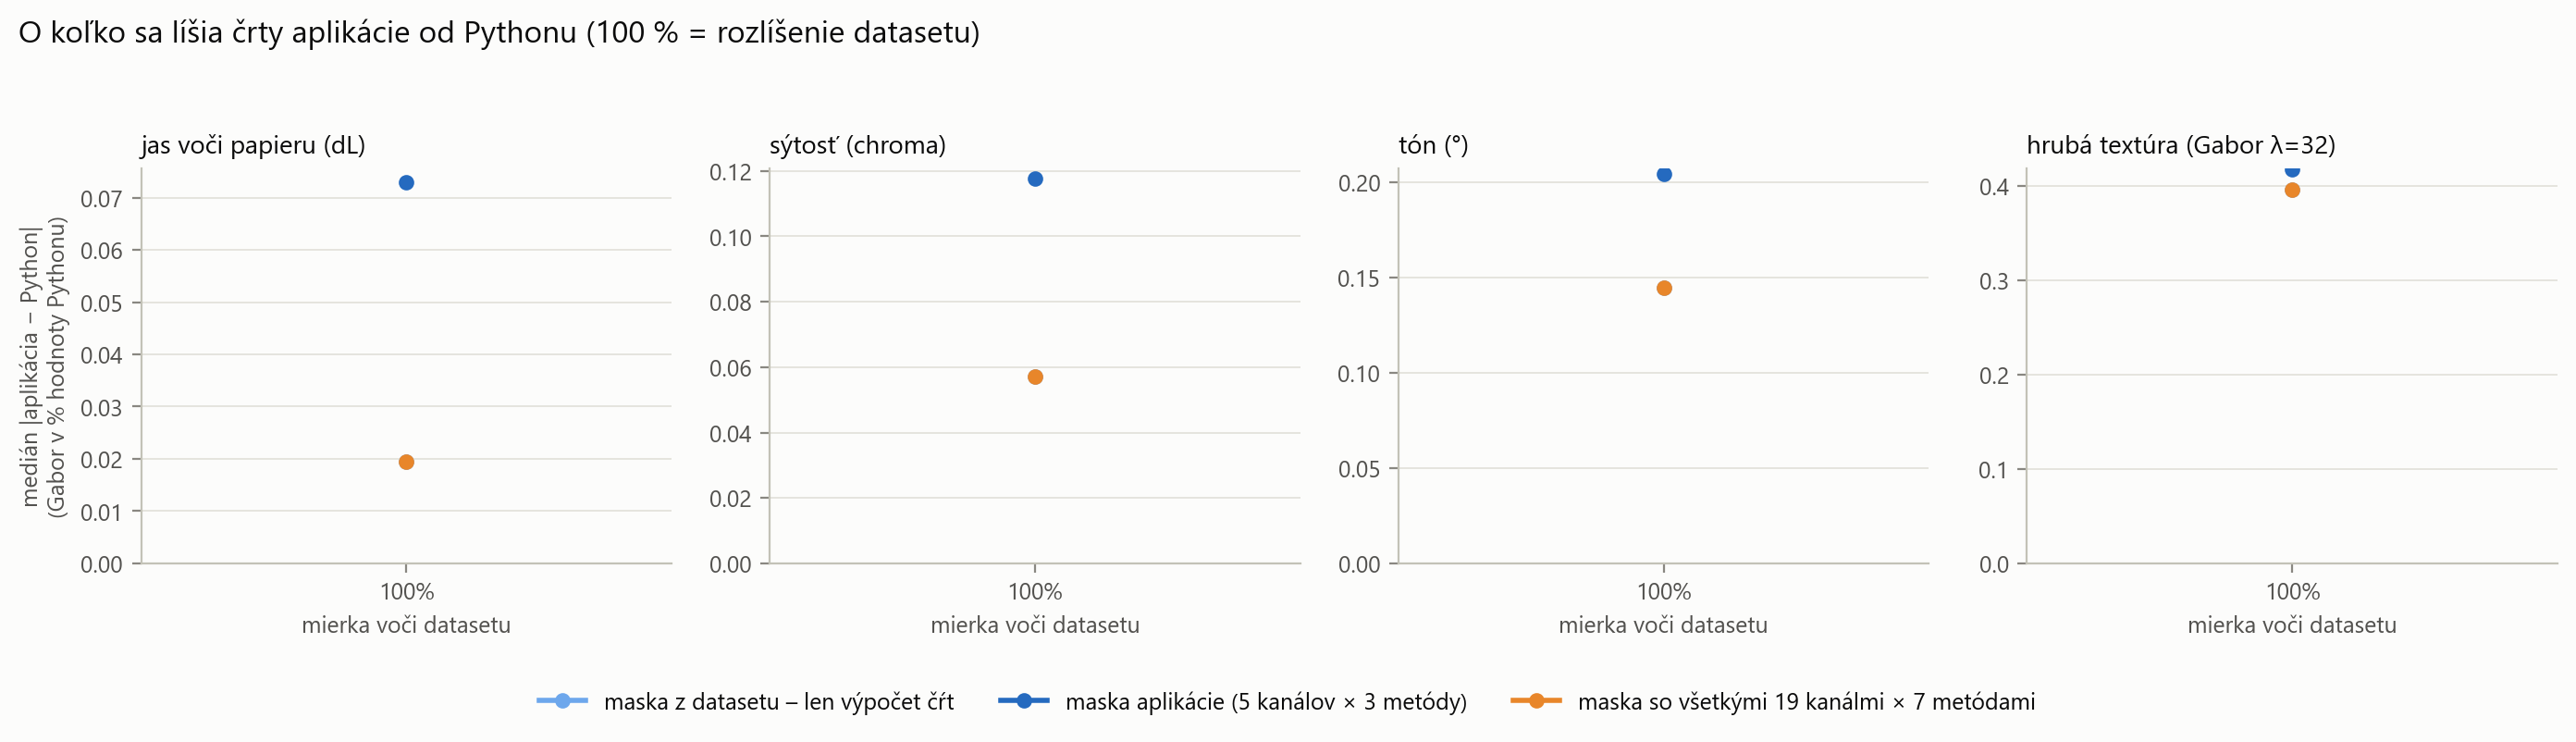 O koľko sa líšia črty aplikácie od Pythonu (100 % = rozlíšenie datasetu)
medián |aplikácia − Python|
(Gabor v % hodnoty Pythonu)
jas voči papieru (dL)
0.07
0.06
0.05
0.04
0.03
0.02
0.01
0.00
100%
mierka voči datasetu
sýtosť (chroma)
0.12
0.10
0.08
0.06
0.04
0.02
0.00
100%
mierka voči datasetu
tón (°)
0.20
0.15
0.10
0.05
0.00
100%
mierka voči datasetu
hrubá textúra (Gabor λ=32)
0.4
0.3
0.2
0.1
0.0
100%
mierka voči datasetu
maska z datasetu – len výpočet čŕt
maska aplikácie (5 kanálov × 3 metódy)
maska so všetkými 19 kanálmi × 7 metódami